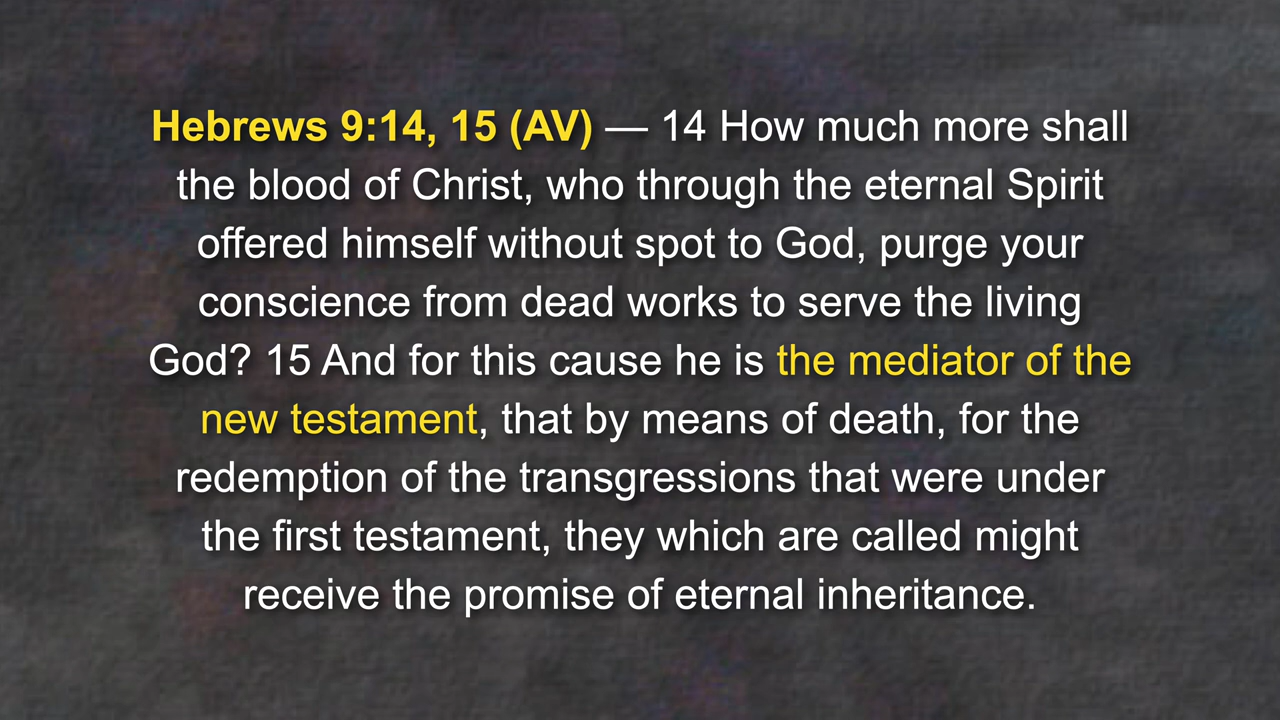 Hebrews 9:14, 15 (AV) — 14 How much more shall
the blood of Christ, who through the eternal Spirit
offered himself without spot to God, purge your
conscience from dead works to serve the living
God? 15 And for this cause he is the mediator of the
new testament, that by means of death, for the
redemption of the transgressions that were under
the first testament, they which are called might
receive the promise of eternal inheritance.